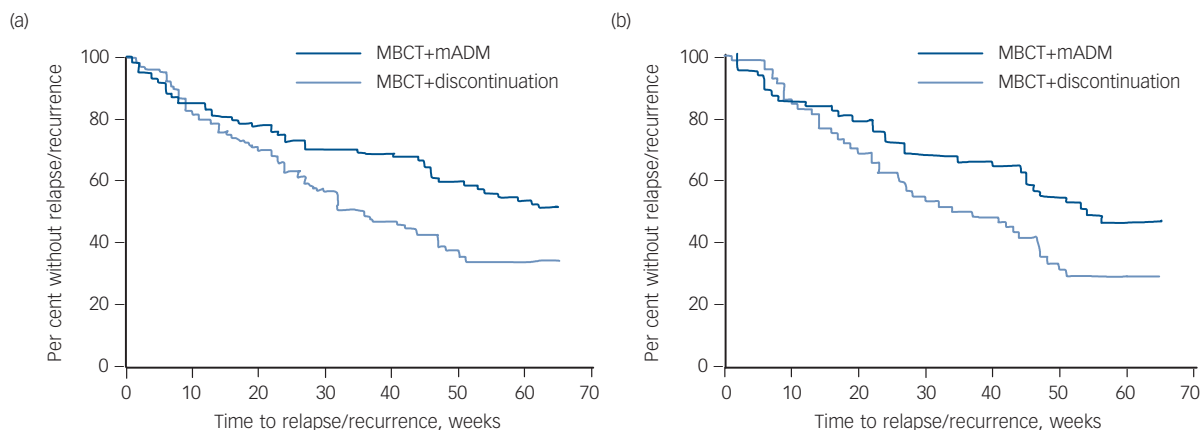 (a)
MBCT+mADM
MBCT+discontinuation
Per cent without relapse/recurrence
100
80
60
40
20
0
0 10 20 30 40 50 60 70
Time to relapse/recurrence, weeks
(b)
MBCT+mADM
MBCT+discontinuation
Per cent without relapse/recurrence
100
80
60
40
20
0
0 10 20 30 40 50 60 70
Time to relapse/recurrence, weeks